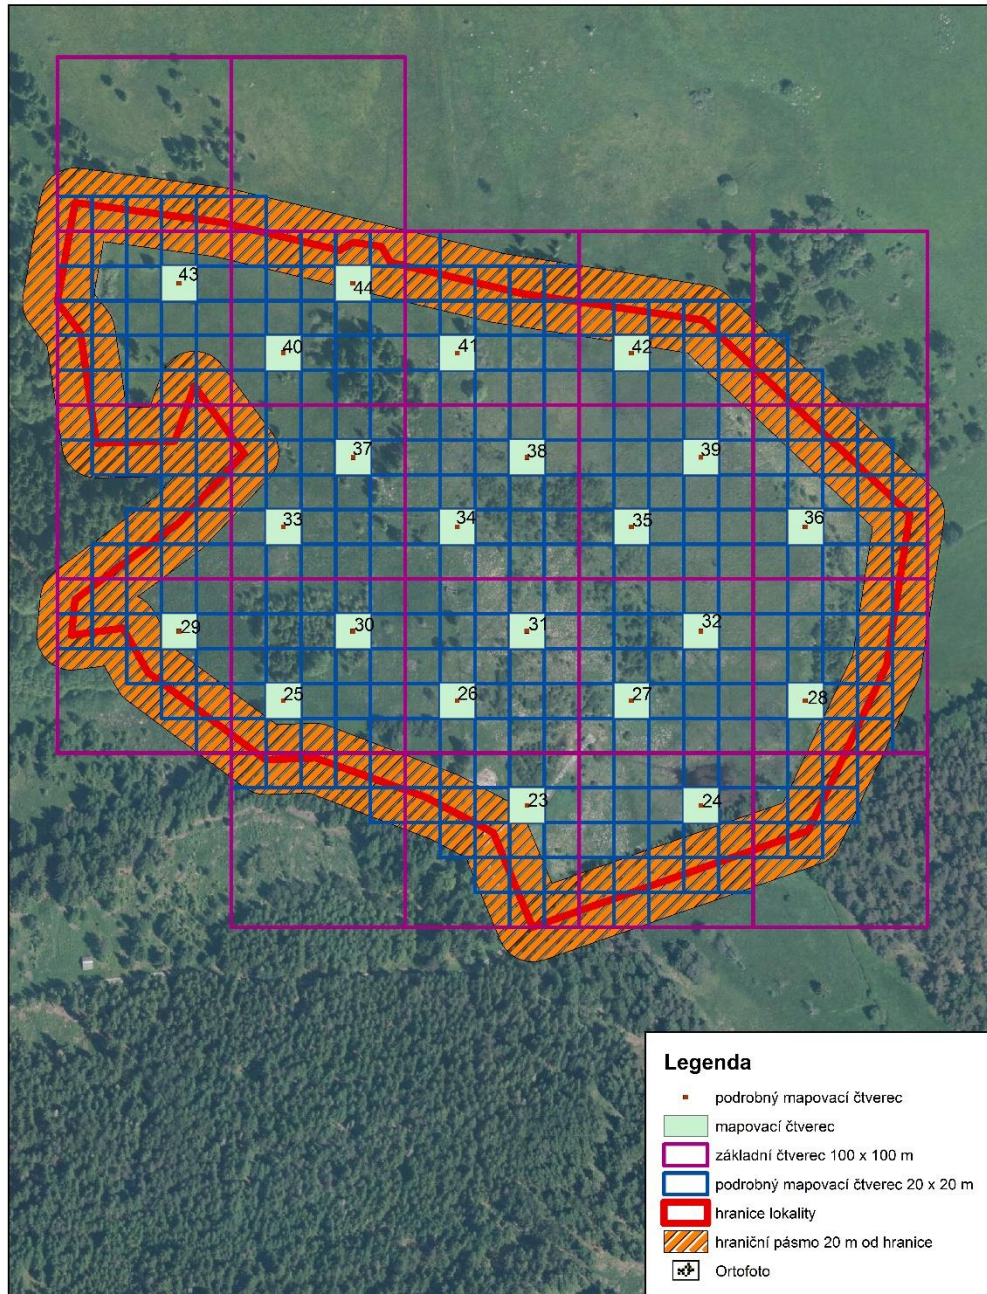 43
44
40
41
42
37
38
39
33
34
35
36
29
30
31
32
25
26
27
28
23
24
Legenda
podrobný mapovací čtverec
mapovací čtverec
základní čtverec 100 x 100 m
podrobný mapovací čtverec 20 x 20 m
hranice lokality
hraniční pásmo 20 m od hranice
Ortofoto